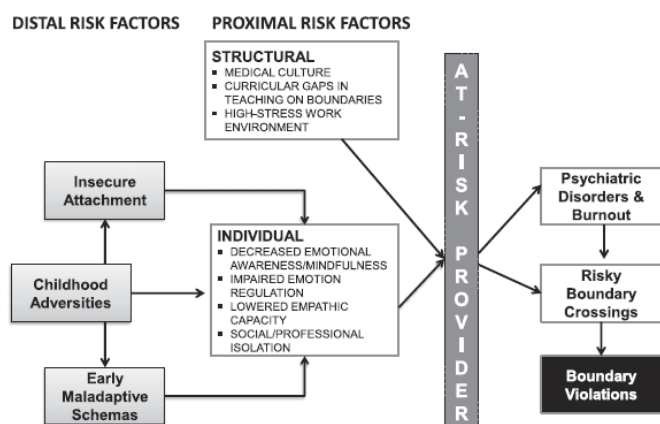 DISTAL RISK FACTORS
PROXIMAL RISK FACTORS
STRUCTURAL
▪ MEDICAL CULTURE
▪ CURRICULAR GAPS IN
TEACHING ON BOUNDARIES
▪ HIGH-STRESS WORK
ENVIRONMENT
Insecure
Attachment
Childhood
Adversities
Early
Maladaptive
Schemas
INDIVIDUAL
▪ DECREASED EMOTIONAL
AWARENESS/MINDFULNESS
▪ IMPAIRED EMOTION
REGULATION
▪ LOWERED EMPATHIC
CAPACITY
▪ SOCIAL/PROFESSIONAL
ISOLATION
AT-RISK PROVIDER
Psychiatric
Disorders &
Burnout
Risky
Boundary
Crossings
Boundary
Violations